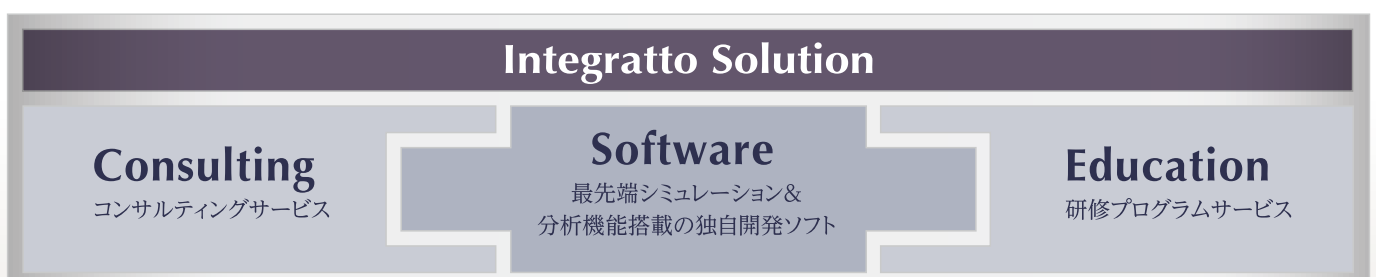 Integratto Solution
Consulting
コンサルティングサービス
Software
最先端シミュレーション&
分析機能搭載の独自開発ソフト
Education
研修プログラムサービス